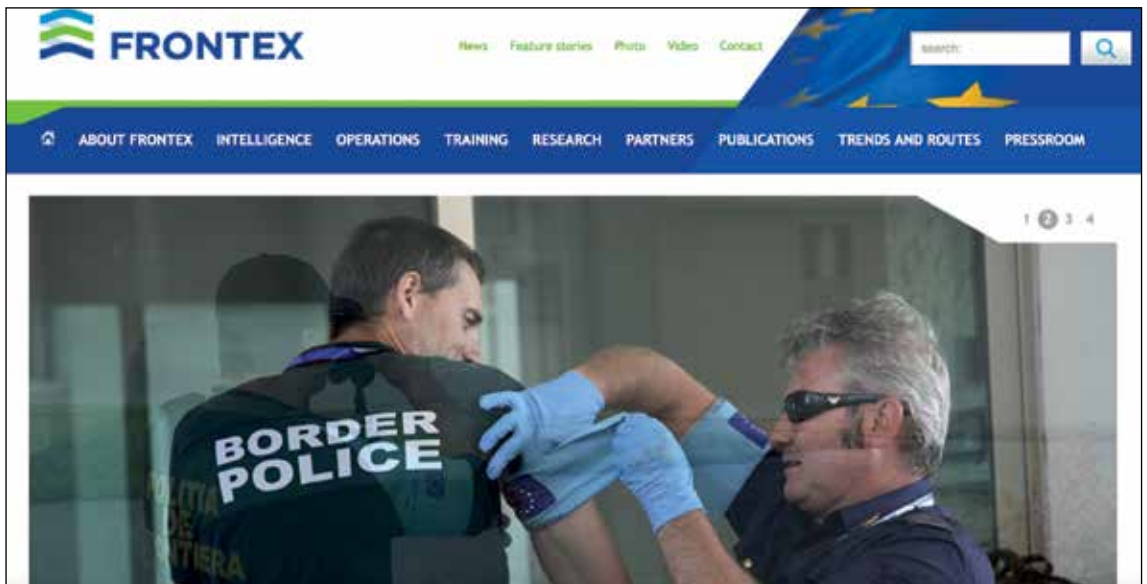 FRONTEX
News Feature stories Photo Video Contact
search:
ABOUT FRONTEX INTELLIGENCE OPERATIONS TRAINING RESEARCH PARTNERS PUBLICATIONS TRENDS AND ROUTES PRESSROOM
1 2 3 4
BORDER
POLICE